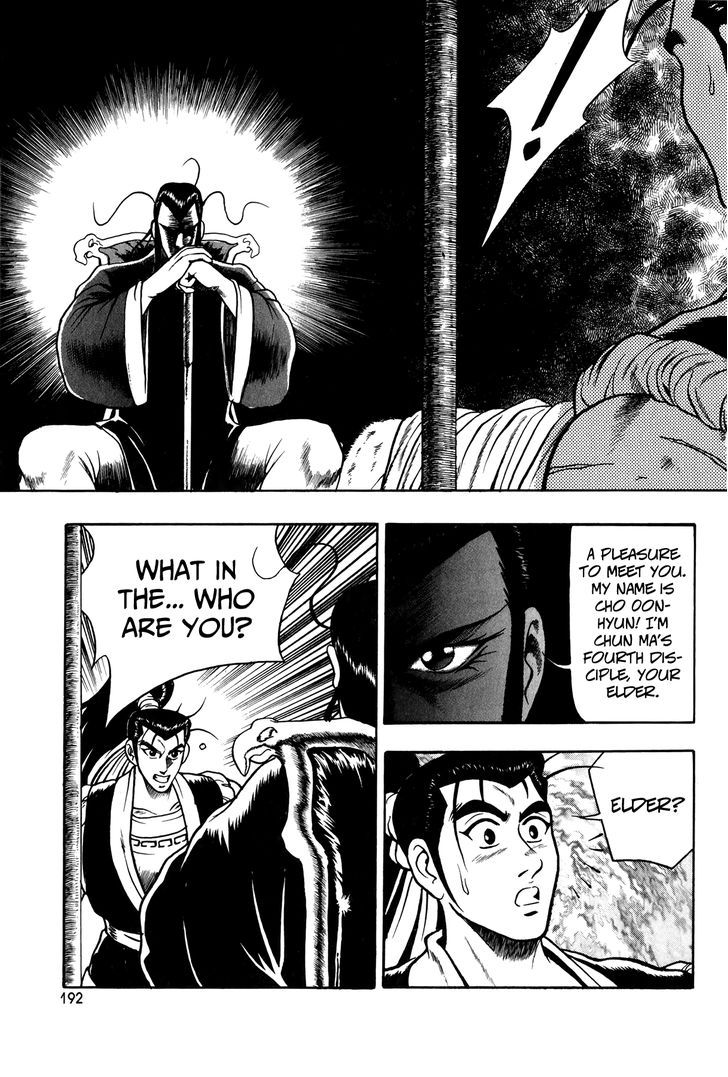 !
WHAT IN
THE... WHO
ARE YOU?
A PLEASURE
TO MEET YOU.
MY NAME IS
CHO OON-
HYUN! I'M
CHUN MA'S
FOURTH DIS-
CIPLE, YOUR
ELDER.
ELDER?
192